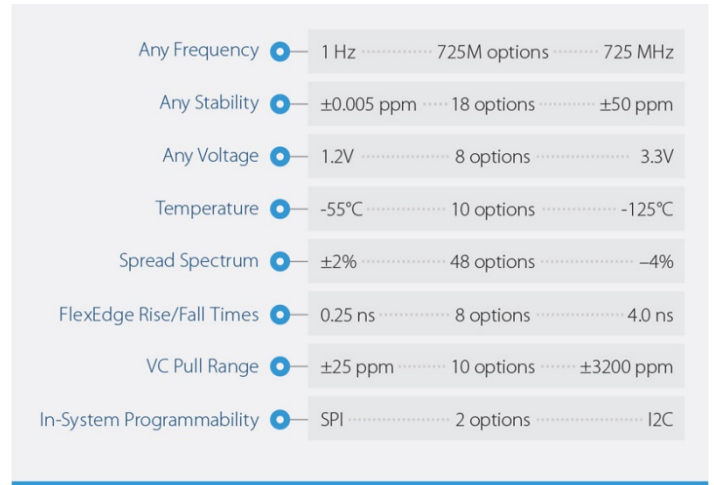 Any Frequency 1 Hz 725M options 725 MHz
Any Stability ±0.005 ppm 18 options ±50 ppm
Any Voltage 1.2V 8 options 3.3V
Temperature -55°C 10 options -125°C
Spread Spectrum ±2% 48 options –4%
FlexEdge Rise/Fall Times 0.25 ns 8 options 4.0 ns
VC Pull Range ±25 ppm 10 options ±3200 ppm
In-System Programmability SPI 2 options I2C